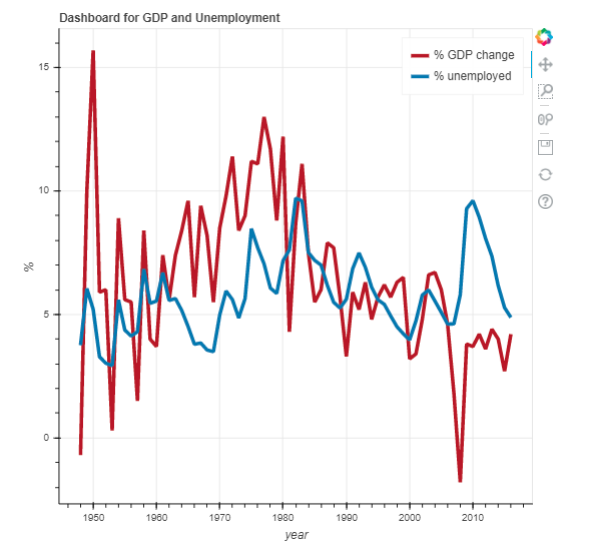 Dashboard for GDP and Unemployment
% GDP change
% unemployed
15
10
5
0
%
1950 1960 1970 1980 1990 2000 2010
year